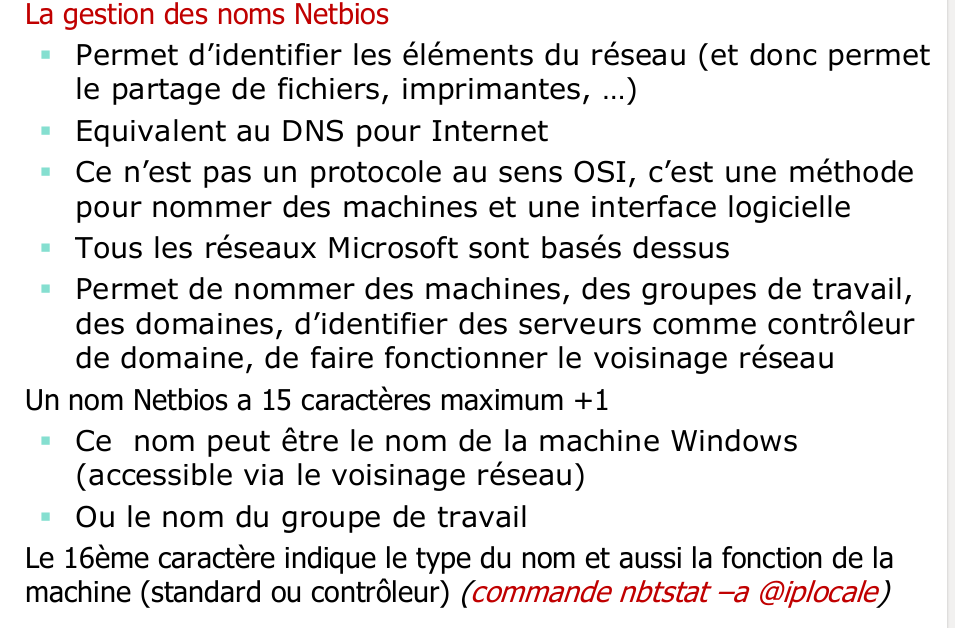 La gestion des noms Netbios
▪ Permet d’identifier les éléments du réseau (et donc permet
le partage de fichiers, imprimantes, …)
▪ Equivalent au DNS pour Internet
▪ Ce n’est pas un protocole au sens OSI, c’est une méthode
pour nommer des machines et une interface logicielle
▪ Tous les réseaux Microsoft sont basés dessus
▪ Permet de nommer des machines, des groupes de travail,
des domaines, d’identifier des serveurs comme contrôleur
de domaine, de faire fonctionner le voisinage réseau
Un nom Netbios a 15 caractères maximum +1
▪ Ce  nom peut être le nom de la machine Windows
(accessible via le voisinage réseau)
▪ Ou le nom du groupe de travail
Le 16ème caractère indique le type du nom et aussi la fonction de la
machine (standard ou contrôleur) (commande nbtstat –a @iplocale)